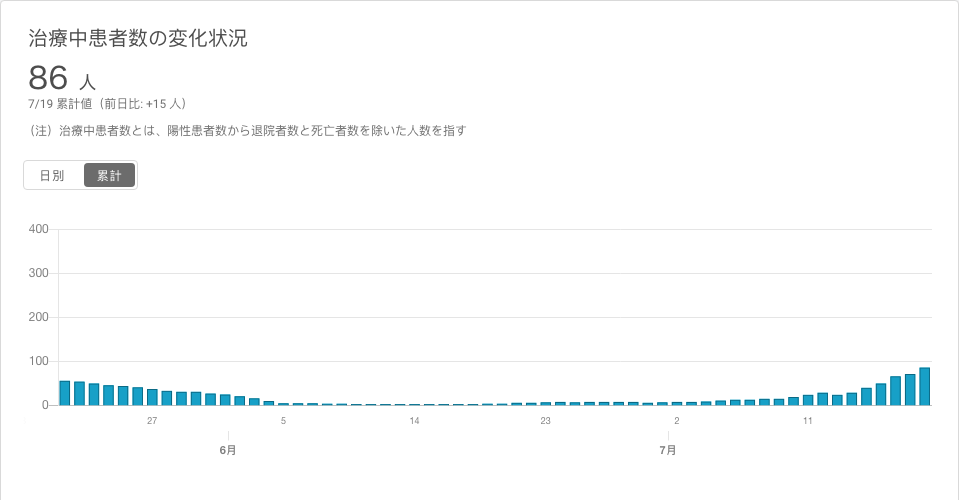 治療中患者数の変化状況
86 人
7/19 累計値（前日比: +15 人）
（注）治療中患者数とは、陽性患者数から退院者数と死亡者数を除いた人数を指す
日別 累計
400
300
200
100
0
27 5 14 23 2 11
6月 7月